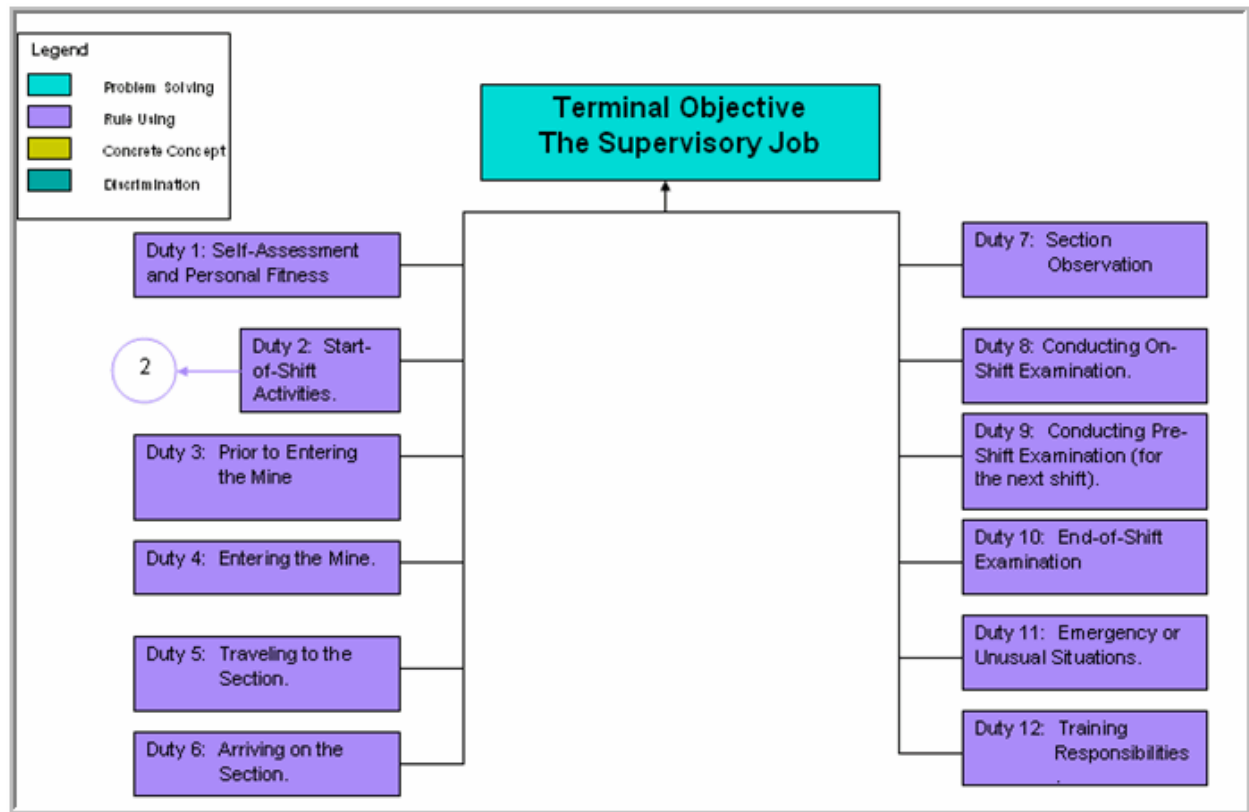 Legend
Problem Solving
Rule Using
Concrete Concept
Discrimination
Terminal Objective
The Supervisory Job
Duty 1: Self-Assessment
and Personal Fitness
2
Duty 2: Start-
of-Shift
Activities.
Duty 3: Prior to Entering
the Mine
Duty 4: Entering the Mine.
Duty 5: Traveling to the
Section.
Duty 6: Arriving on the
Section.
Duty 7: Section
Observation
Duty 8: Conducting On-
Shift Examination.
Duty 9: Conducting Pre-
Shift Examination (for
the next shift).
Duty 10: End-of-Shift
Examination
Duty 11: Emergency or
Unusual Situations.
Duty 12: Training
Responsibilities
.